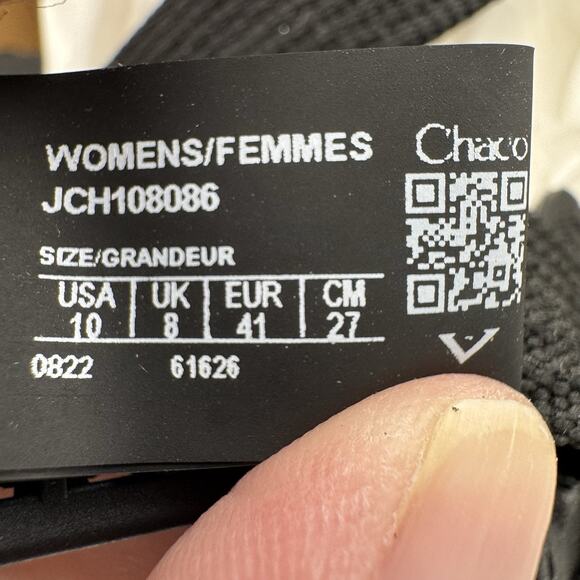 WOMENS/FEMMES
Chaco
JCH108086
SIZE/GRANDEUR
USA UK EUR CM
10 8 41 27
0822 61626